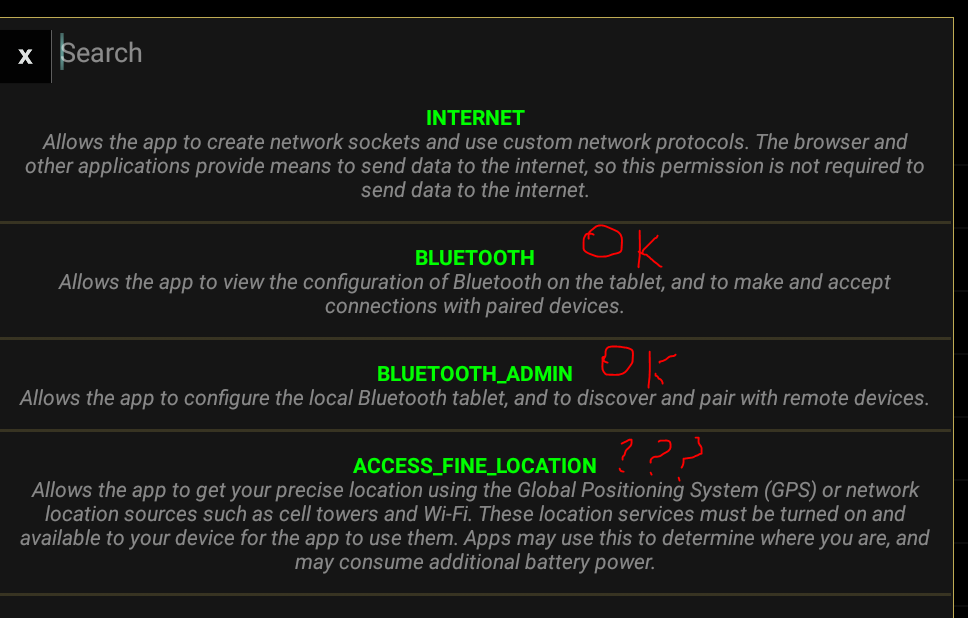 x Search
INTERNET
Allows the app to create network sockets and use custom network protocols. The browser and
other applications provide means to send data to the internet, so this permission is not required to
send data to the internet.
BLUETOOTH OK
Allows the app to view the configuration of Bluetooth on the tablet, and to make and accept
connections with paired devices.
BLUETOOTH_ADMIN OK
Allows the app to configure the local Bluetooth tablet, and to discover and pair with remote devices.
ACCESS_FINE_LOCATION ???
Allows the app to get your precise location using the Global Positioning System (GPS) or network
location sources such as cell towers and Wi-Fi. These location services must be turned on and
available to your device for the app to use them. Apps may use this to determine where you are, and
may consume additional battery power.